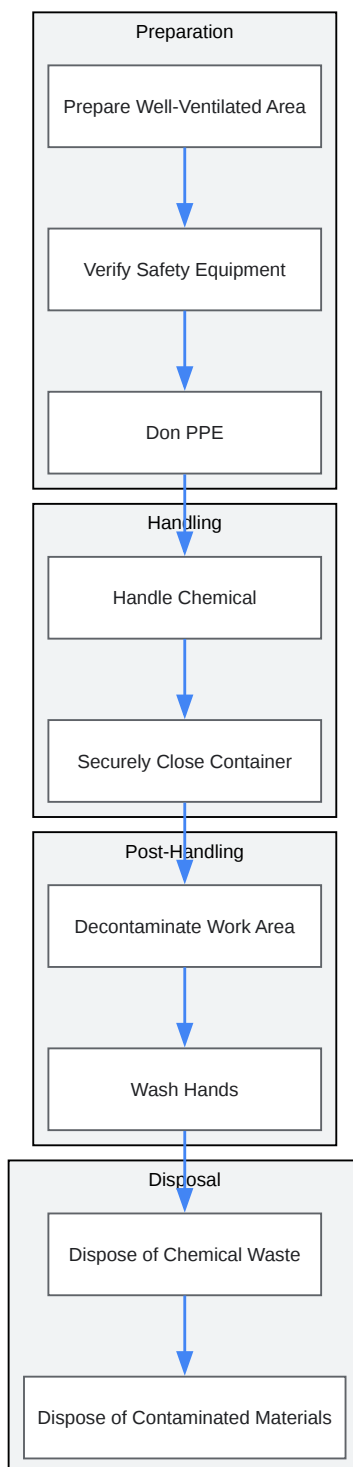 Preparation
Prepare Well-Ventilated Area
Verify Safety Equipment
Don PPE
Handling
Handle Chemical
Securely Close Container
Post-Handling
Decontaminate Work Area
Wash Hands
Disposal
Dispose of Chemical Waste
Dispose of Contaminated Materials